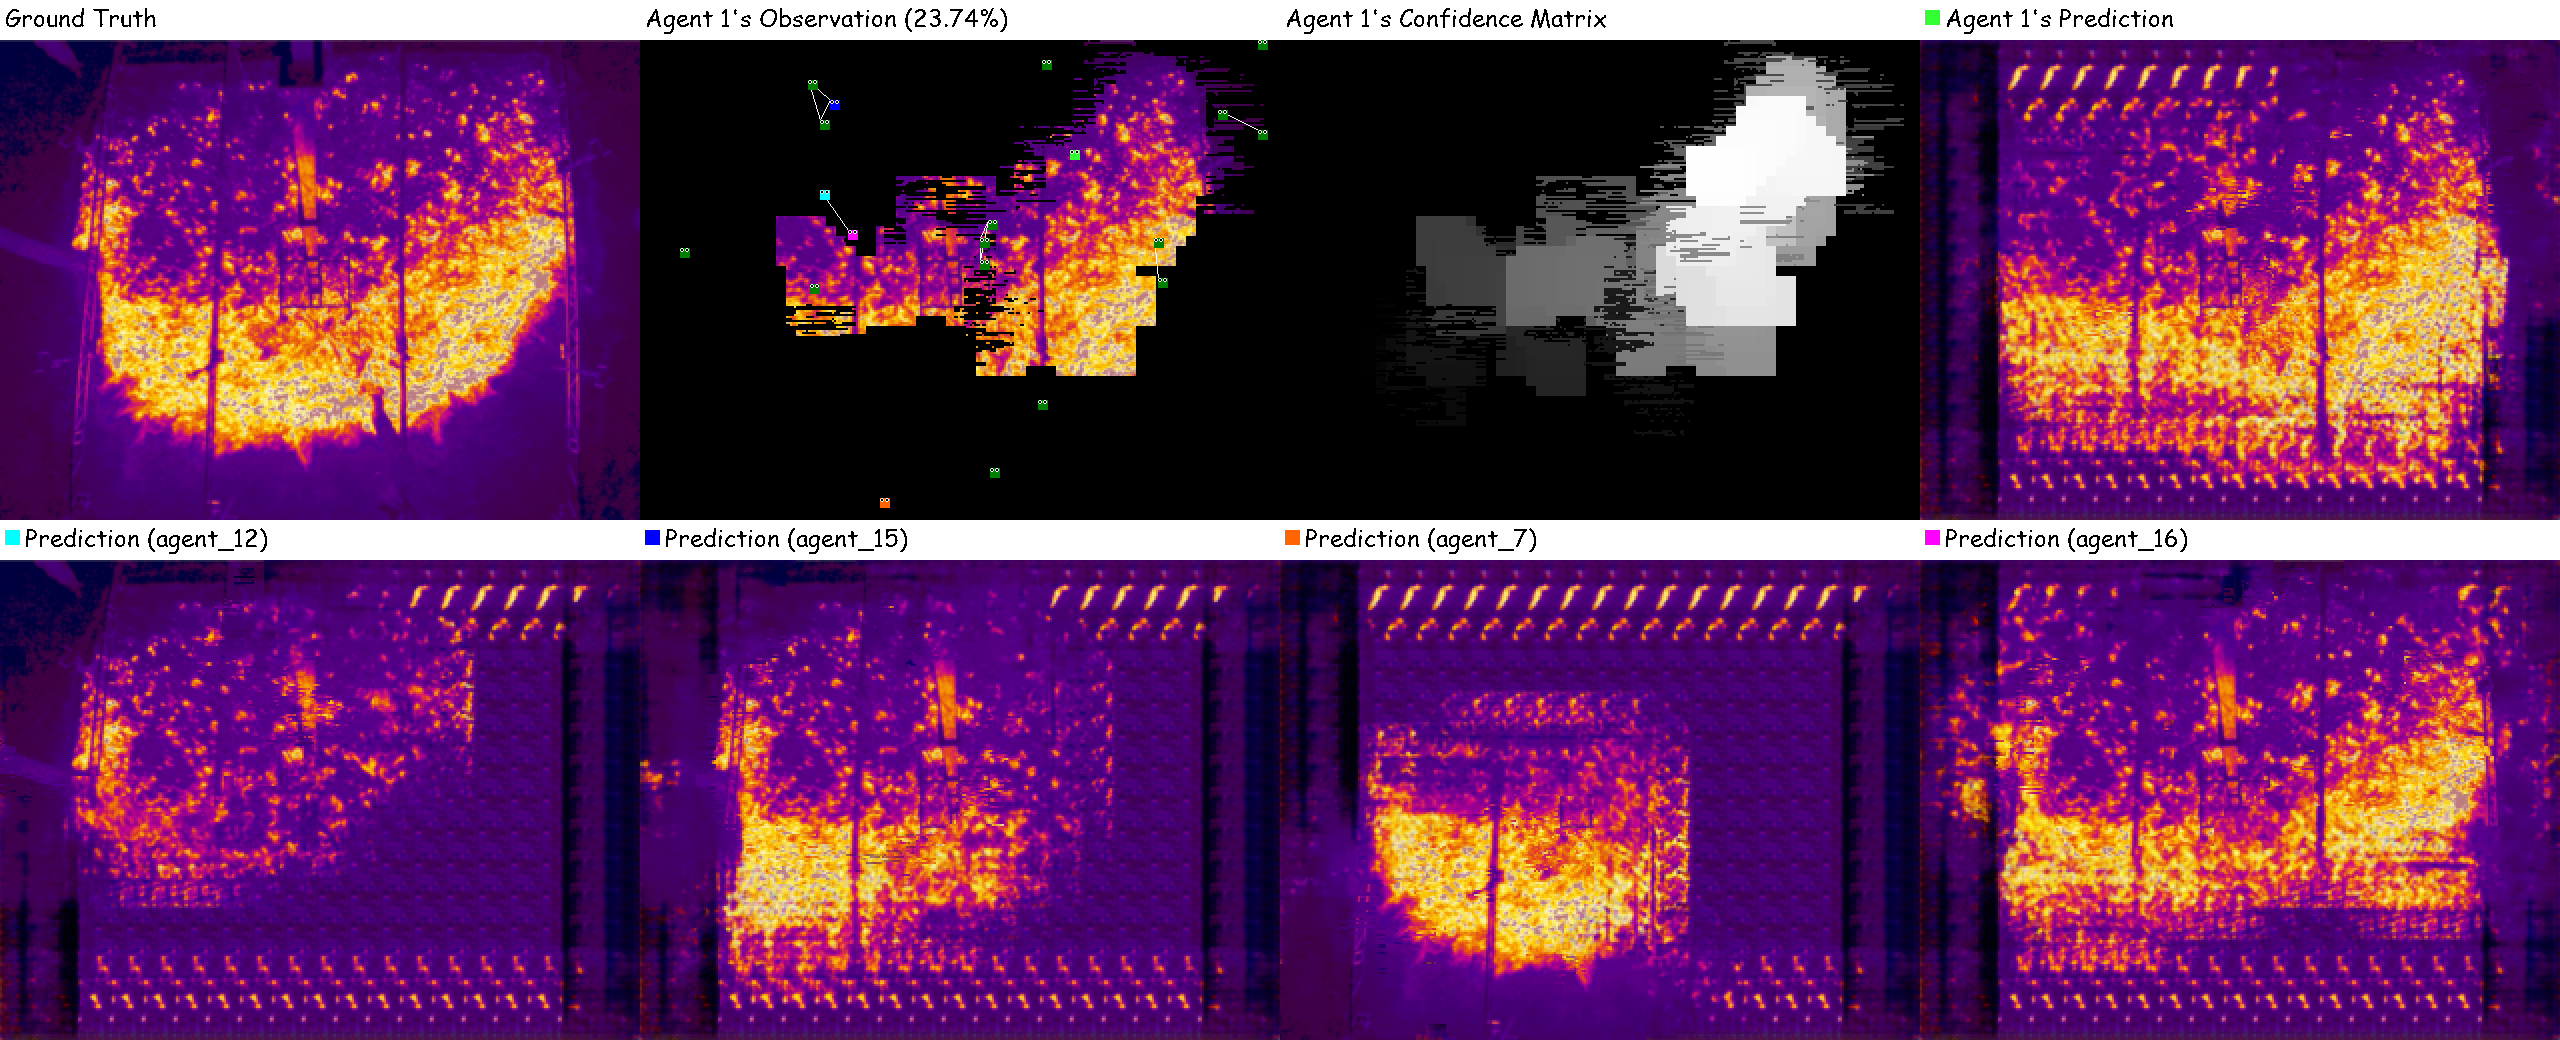 Ground Truth
Agent 1's Observation (23.74%)
Agent 1's Confidence Matrix
Agent 1's Prediction
Prediction (agent_12)
Prediction (agent_15)
Prediction (agent_7)
Prediction (agent_16)